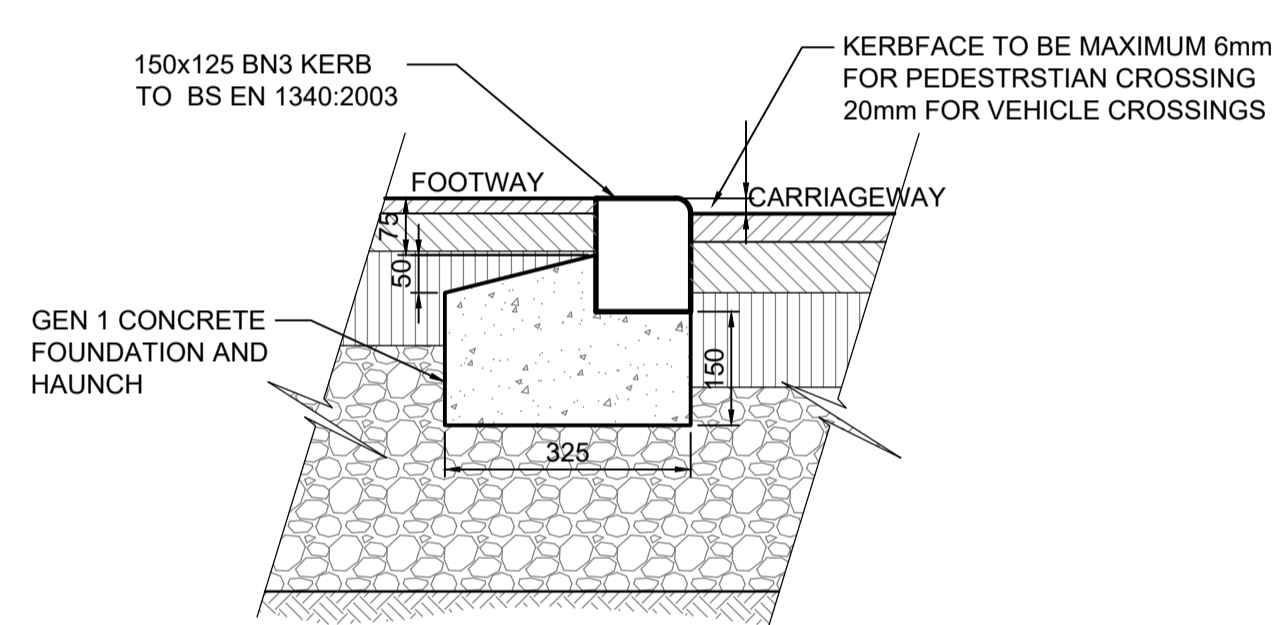 150x125 BN3 KERB
TO BS EN 1340:2003
KERBFACE TO BE MAXIMUM 6mm
FOR PEDESTRSTIAN CROSSING
20mm FOR VEHICLE CROSSINGS
FOOTWAY
CARRIAGEWAY
75
50
GEN 1 CONCRETE
FOUNDATION AND
HAUNCH
150
325